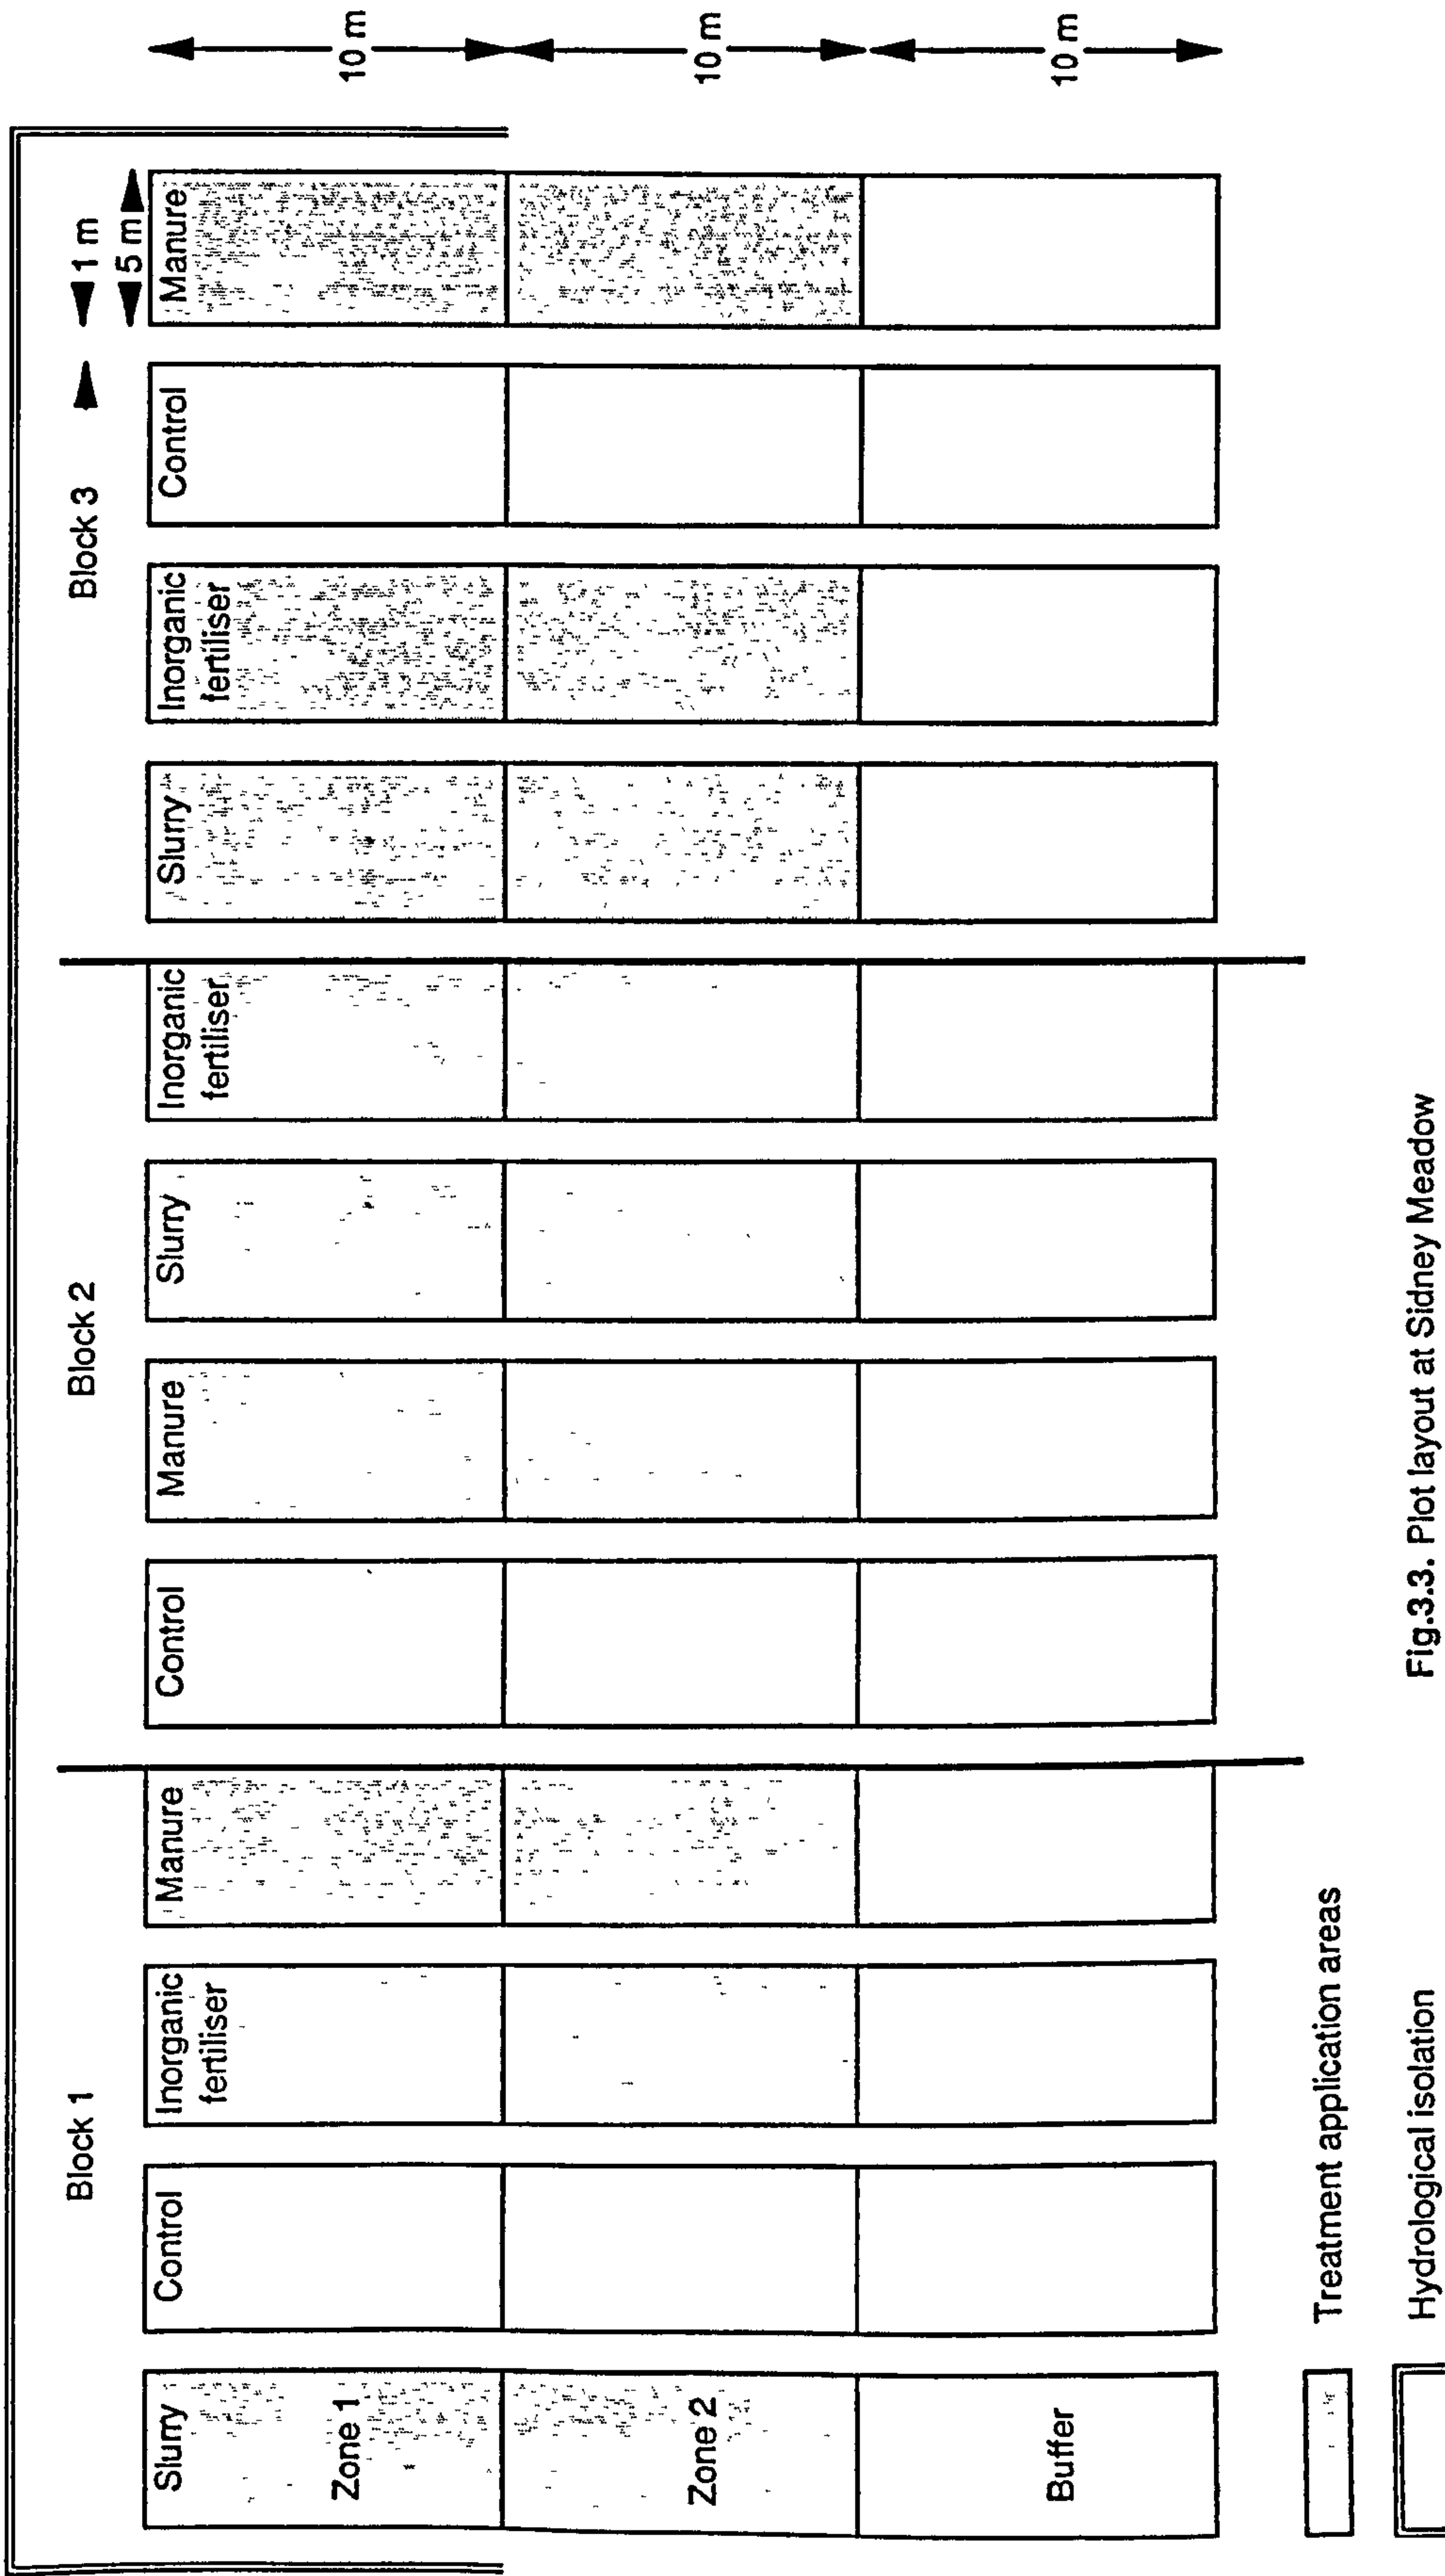 Block 1
Block 2
Block 3
1 m
5 m
Slurry
Control
Inorganic
fertiliser
Manure
Control
Manure
Slurry
Inorganic
fertiliser
Slurry
Inorganic
fertiliser
Control
Manure
Zone 1
10 m
Zone 2
10 m
Buffer
10 m
Treatment application areas
Hydrological isolation
Fig.3.3. Plot layout at Sidney Meadow